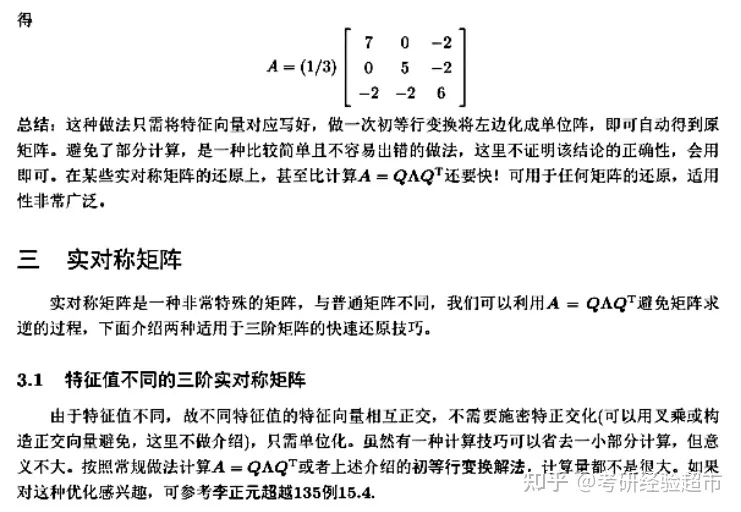 得
A = (1/3) [ 7 0 −2
0 5 −2
−2 −2 6 ]
总结：这种做法只需将特征向量对应写好，做一次初等行变换将左边化成单位阵，即可自动得到原
矩阵。避免了部分计算，是一种比较简单且不容易出错的做法，这里不证明该结论的正确性，会用
即可。在某些实对称矩阵的还原上，甚至比计算A = QΛQᵀ还要快！可用于任何矩阵的还原，适用
性非常广泛。
三 实对称矩阵
实对称矩阵是一种非常特殊的矩阵，与普通矩阵不同，我们可以利用A = QΛQᵀ避免矩阵求
逆的过程，下面介绍两种适用于三阶矩阵的快速还原技巧。
3.1 特征值不同的三阶实对称矩阵
由于特征值不同，故不同特征值的特征向量相互正交，不需要施密特正交化(可以用叉乘或构
造正交向量避免，这里不做介绍)，只需单位化。虽然有一种计算技巧可以省去一小部分计算，但意
义不大。按照常规做法计算A = QΛQᵀ或者上述介绍的初等行变换解法，计算量都不是很大。如果
对这种优化感兴趣，可参考李正元超越135例15.4.
知乎 @考研经验超市